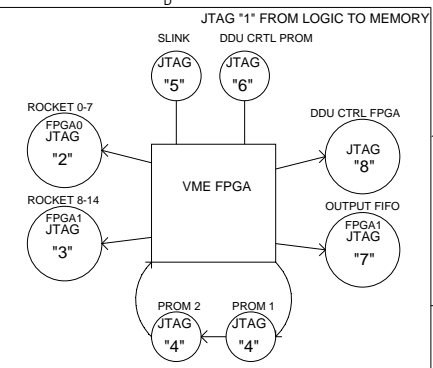 D
JTAG "1" FROM LOGIC TO MEMORY
SLINK
DDU CRTL PROM
JTAG
"5"
JTAG
"6"
ROCKET 0-7
FPGA0
JTAG
"2"
DDU CTRL FPGA
JTAG
"8"
VME FPGA
ROCKET 8-14
FPGA1
JTAG
"3"
OUTPUT FIFO
FPGA1
JTAG
"7"
PROM 2
JTAG
"4"
PROM 1
JTAG
"4"